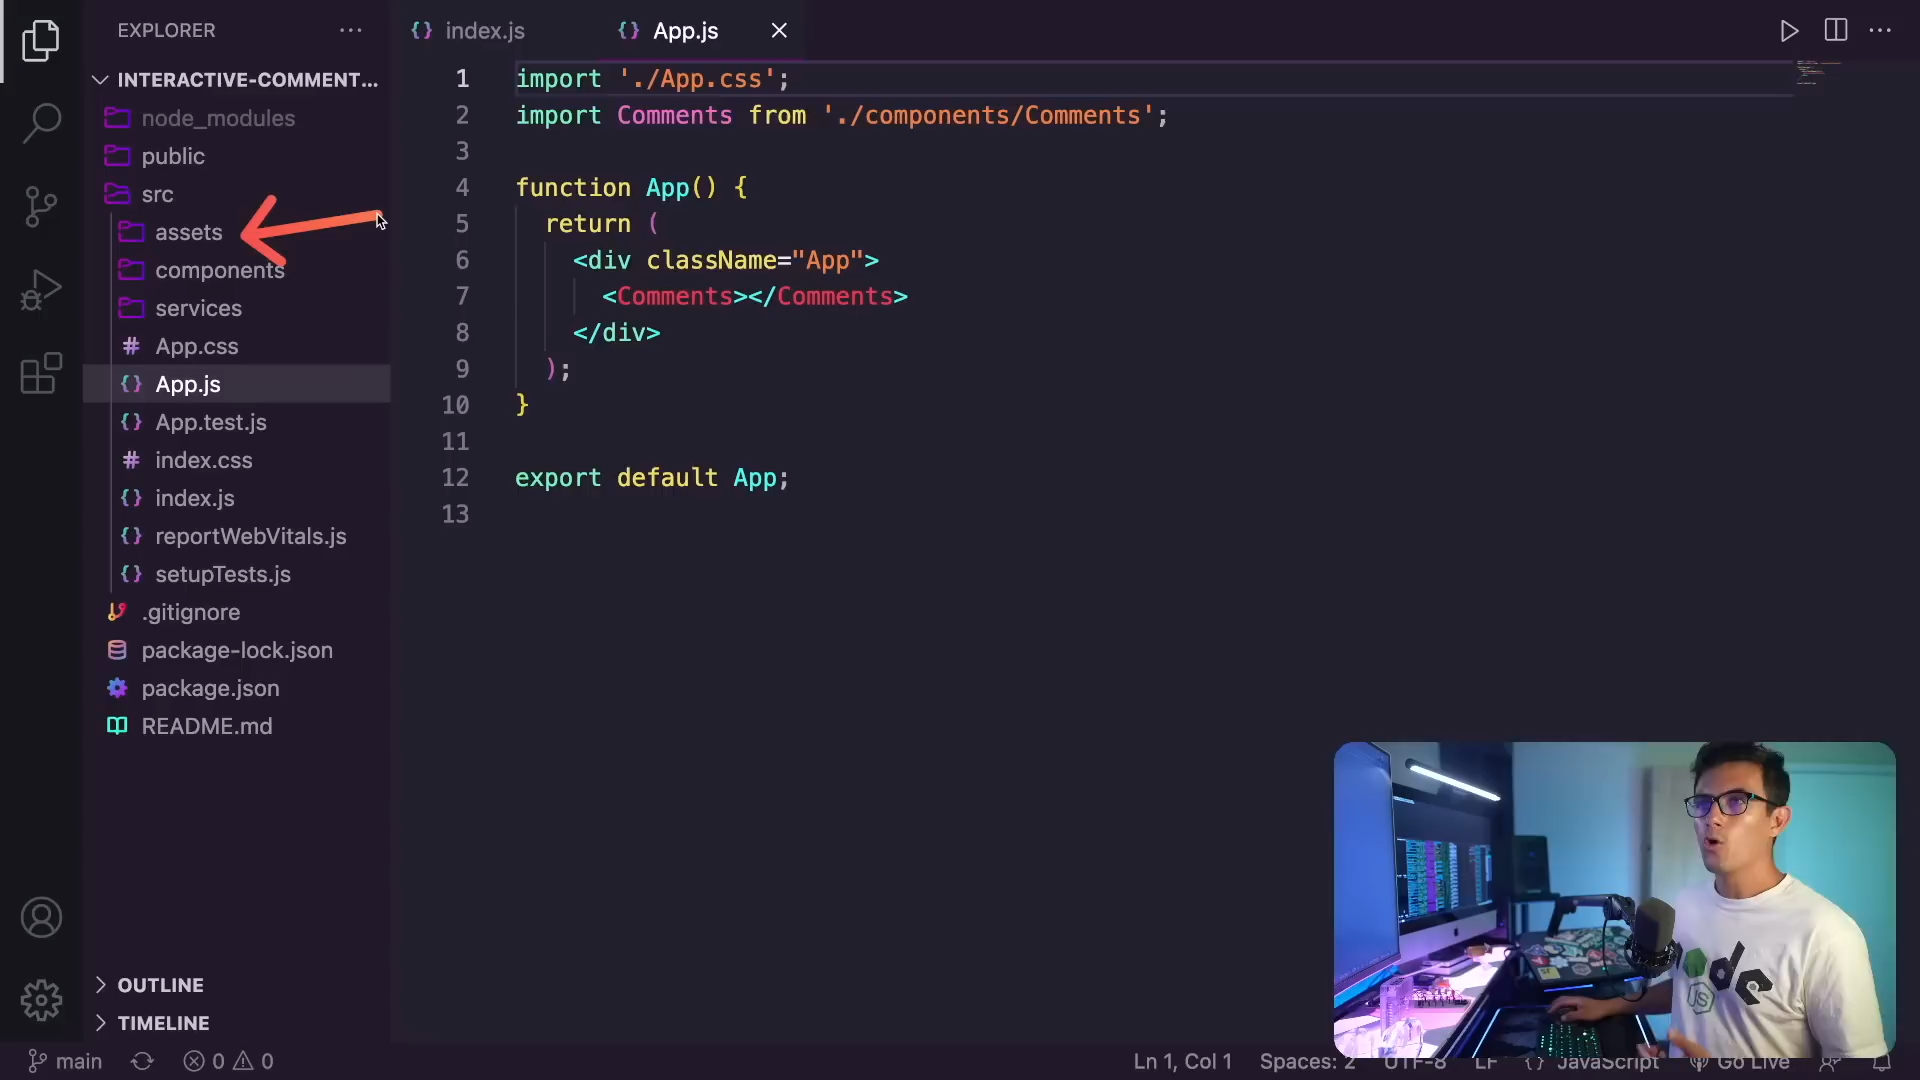 EXPLORER
INTERACTIVE-COMMENT...
node_modules
public
src
assets
components
services
App.css
App.js
App.test.js
index.css
index.js
reportWebVitals.js
setupTests.js
.gitignore
package-lock.json
package.json
README.md
OUTLINE
TIMELINE
index.js
App.js
1 import './App.css';
2 import Comments from './components/Comments';
3
4 function App() {
5 return (
6 <div className="App">
7 <Comments></Comments>
8 </div>
9 );
10 }
11
12 export default App;
13
node
JS
main 0 0 Ln 1, Col 1 Spaces: 2 UTF-8 LF {} JavaScript Go Live